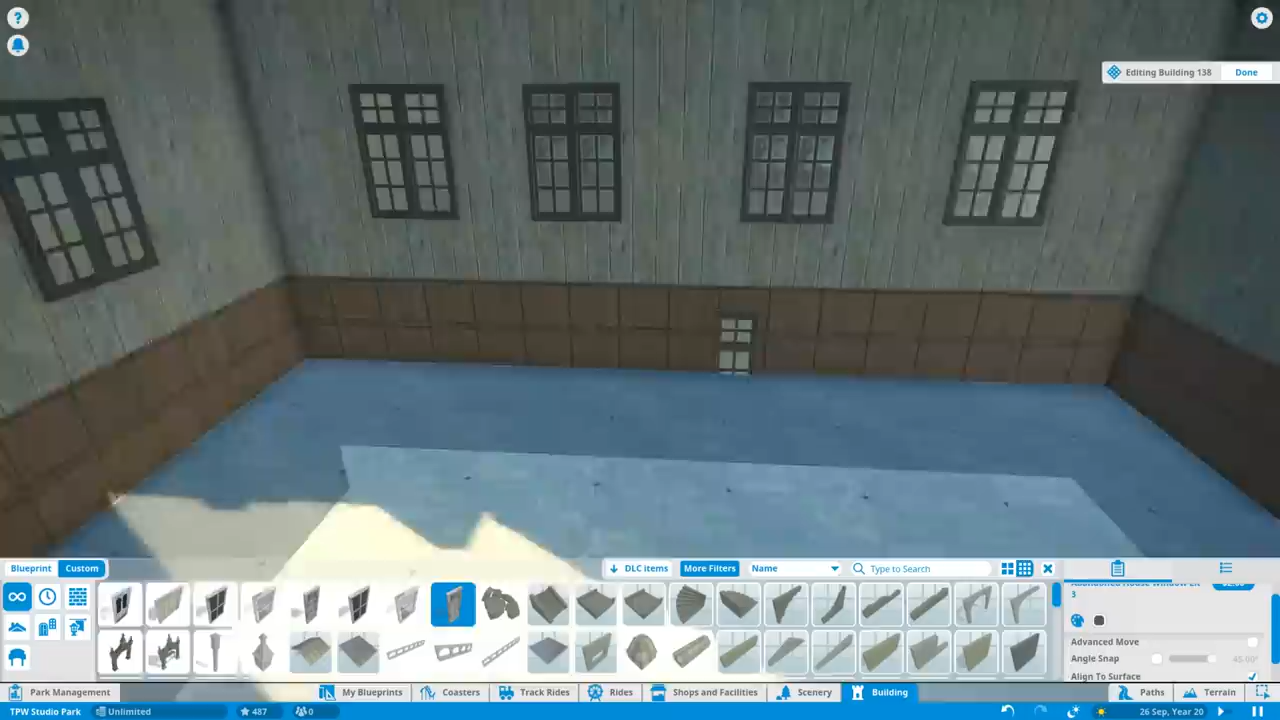 ?
Editing Building 138 Done
Blueprint Custom DLC items More Filters Name Type to Search
3
Advanced Move
Angle Snap 45.00°
Align To Surface
Park Management My Blueprints Coasters Track Rides Rides Shops and Facilities Scenery Building Paths Terrain
TPW Studio Park Unlimited 487 0 26 Sep, Year 20